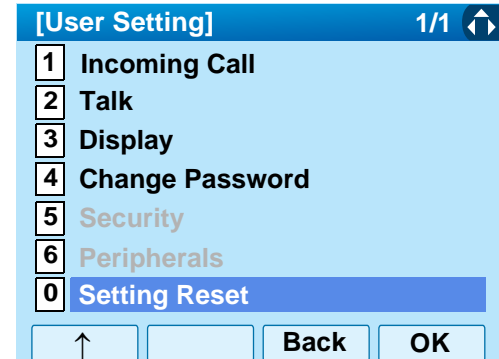 [User Setting] 1/1
1 Incoming Call
2 Talk
3 Display
4 Change Password
5 Security
6 Peripherals
0 Setting Reset
↑ Back OK